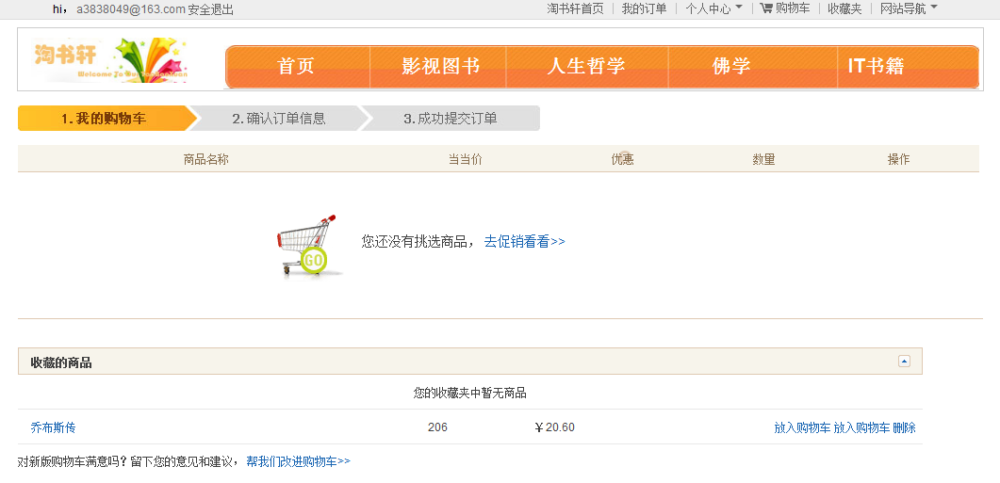 hi， a3838049@163.com 安全退出 淘书轩首页 我的订单 个人中心 购物车 收藏夹 网站导航
淘书轩
首页 影视图书 人生哲学 佛学 IT书籍
1.我的购物车 2.确认订单信息 3.成功提交订单
商品名称 当当价 优惠 数量 操作
GO
您还没有挑选商品， 去促销看看>>
收藏的商品
您的收藏夹中暂无商品
乔布斯传 206 ￥20.60 放入购物车 放入购物车 删除
对新版购物车满意吗？留下您的意见和建议， 帮我们改进购物车>>